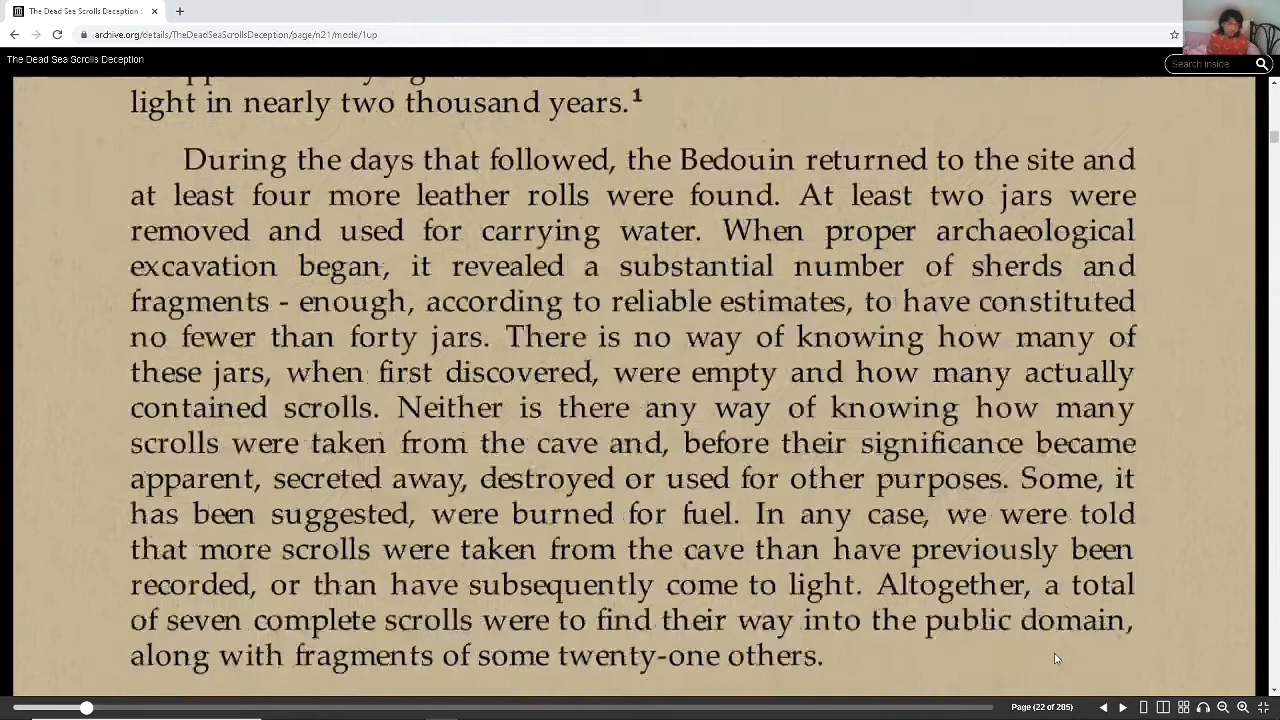 The Dead Sea Scrolls Deception :
archive.org/details/TheDeadSeaScrollsDeception/page/n21/mode/1up
The Dead Sea Scrolls Deception
Search inside
light in nearly two thousand years.¹
During the days that followed, the Bedouin returned to the site and
at least four more leather rolls were found. At least two jars were
removed and used for carrying water. When proper archaeological
excavation began, it revealed a substantial number of sherds and
fragments - enough, according to reliable estimates, to have constituted
no fewer than forty jars. There is no way of knowing how many of
these jars, when first discovered, were empty and how many actually
contained scrolls. Neither is there any way of knowing how many
scrolls were taken from the cave and, before their significance became
apparent, secreted away, destroyed or used for other purposes. Some, it
has been suggested, were burned for fuel. In any case, we were told
that more scrolls were taken from the cave than have previously been
recorded, or than have subsequently come to light. Altogether, a total
of seven complete scrolls were to find their way into the public domain,
along with fragments of some twenty-one others.
Page (22 of 285)